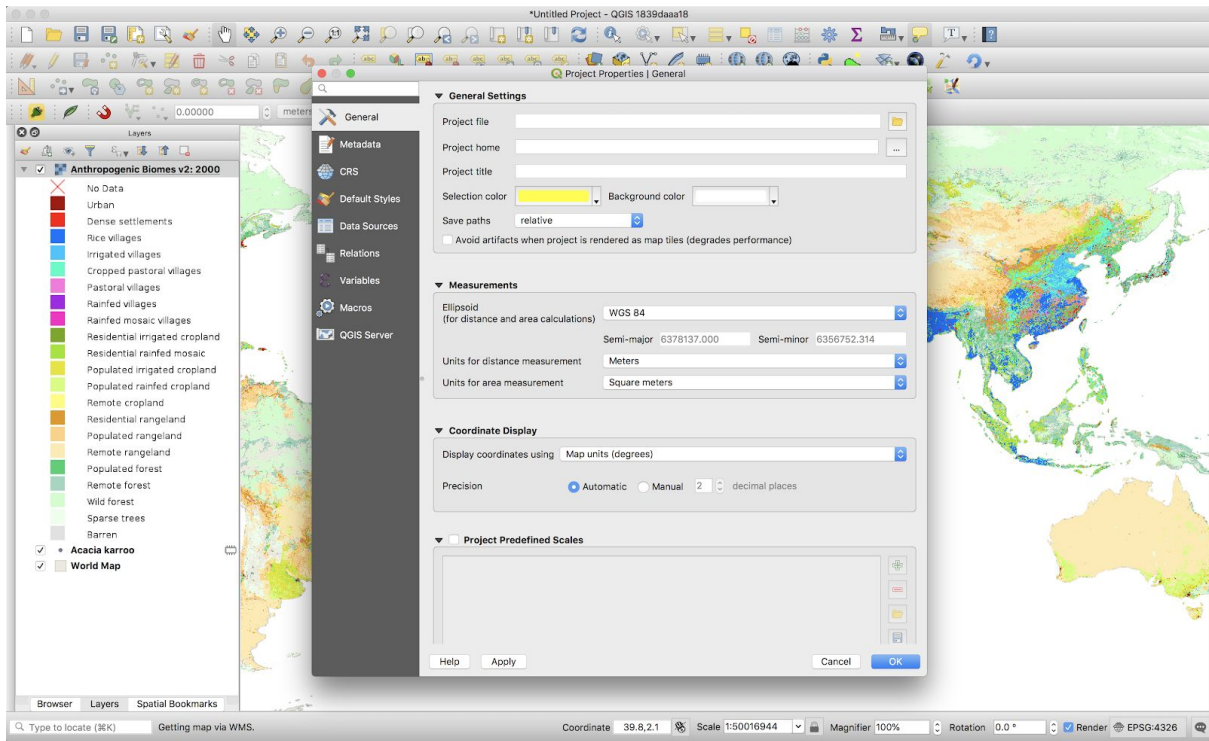 *Untitled Project - QGIS 1839daaa18
0.00000 meters
Layers
Anthropogenic Biomes v2: 2000
No Data
Urban
Dense settlements
Rice villages
Irrigated villages
Cropped pastoral villages
Pastoral villages
Rainfed villages
Rainfed mosaic villages
Residential irrigated cropland
Residential rainfed mosaic
Populated irrigated cropland
Populated rainfed cropland
Remote cropland
Residential rangeland
Populated rangeland
Remote rangeland
Populated forest
Remote forest
Wild forest
Sparse trees
Barren
Acacia karroo
World Map
Browser Layers Spatial Bookmarks
Project Properties | General
General
Metadata
CRS
Default Styles
Data Sources
Relations
Variables
Macros
QGIS Server
General Settings
Project file
Project home ...
Project title
Selection color Background color
Save paths relative
Avoid artifacts when project is rendered as map tiles (degrades performance)
Measurements
Ellipsoid
(for distance and area calculations) WGS 84
Semi-major 6378137.000 Semi-minor 6356752.314
Units for distance measurement Meters
Units for area measurement Square meters
Coordinate Display
Display coordinates using Map units (degrees)
Precision Automatic Manual 2 decimal places
Project Predefined Scales
Help Apply Cancel OK
Type to locate (⌘K) Getting map via WMS. Coordinate 39.8,2.1 Scale 1:50016944 Magnifier 100% Rotation 0.0 ° Render EPSG:4326